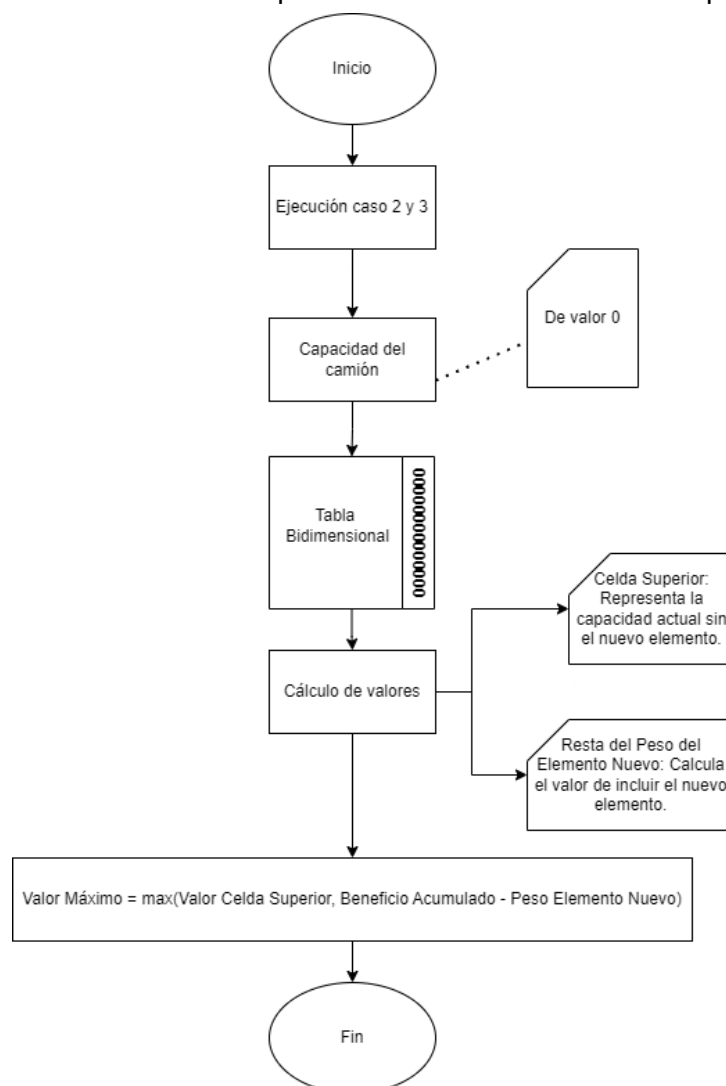 Inicio
Ejecución caso 2 y 3
De valor 0
Capacidad del
camión
Tabla
Bidimensional
00000000000000
Celda Superior:
Representa la
capacidad actual sin
el nuevo elemento.
Cálculo de valores
Resta del Peso del
Elemento Nuevo: Calcula
el valor de incluir el nuevo
elemento.
Valor Máximo = max(Valor Celda Superior, Beneficio Acumulado - Peso Elemento Nuevo)
Fin